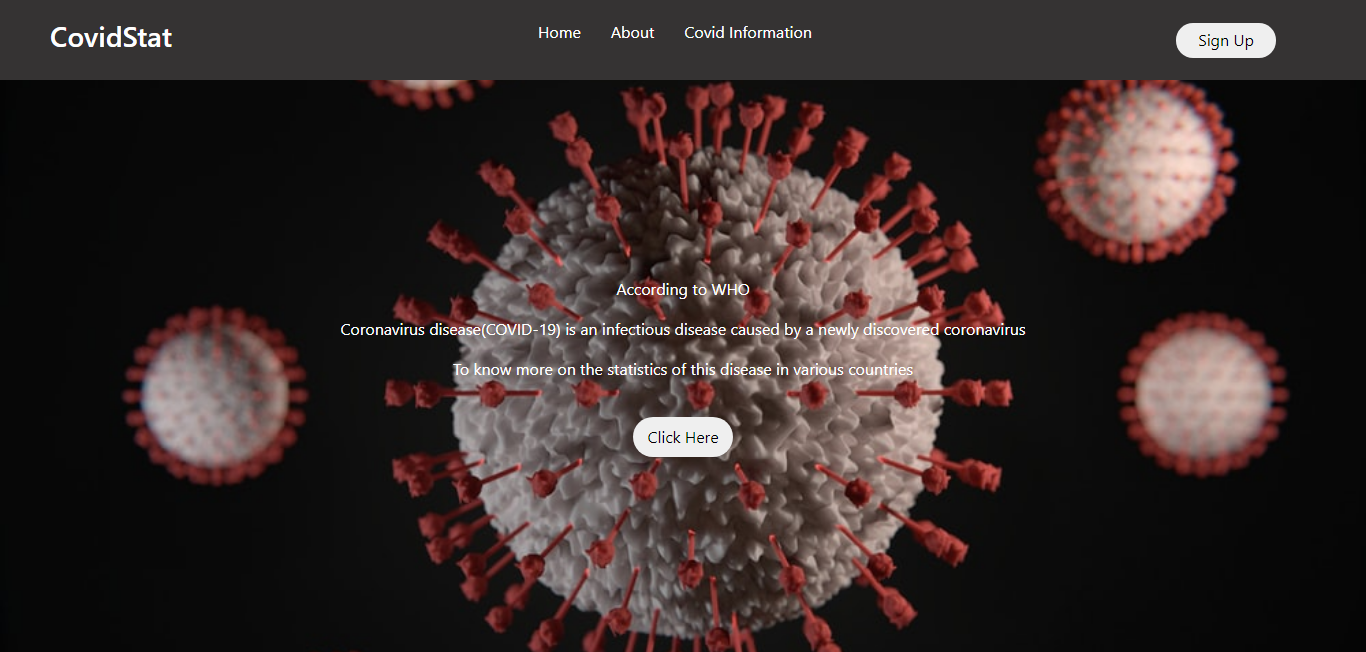 CovidStat
Home About Covid Information
Sign Up
According to WHO
Coronavirus disease(COVID-19) is an infectious disease caused by a newly discovered coronavirus
To know more on the statistics of this disease in various countries
Click Here